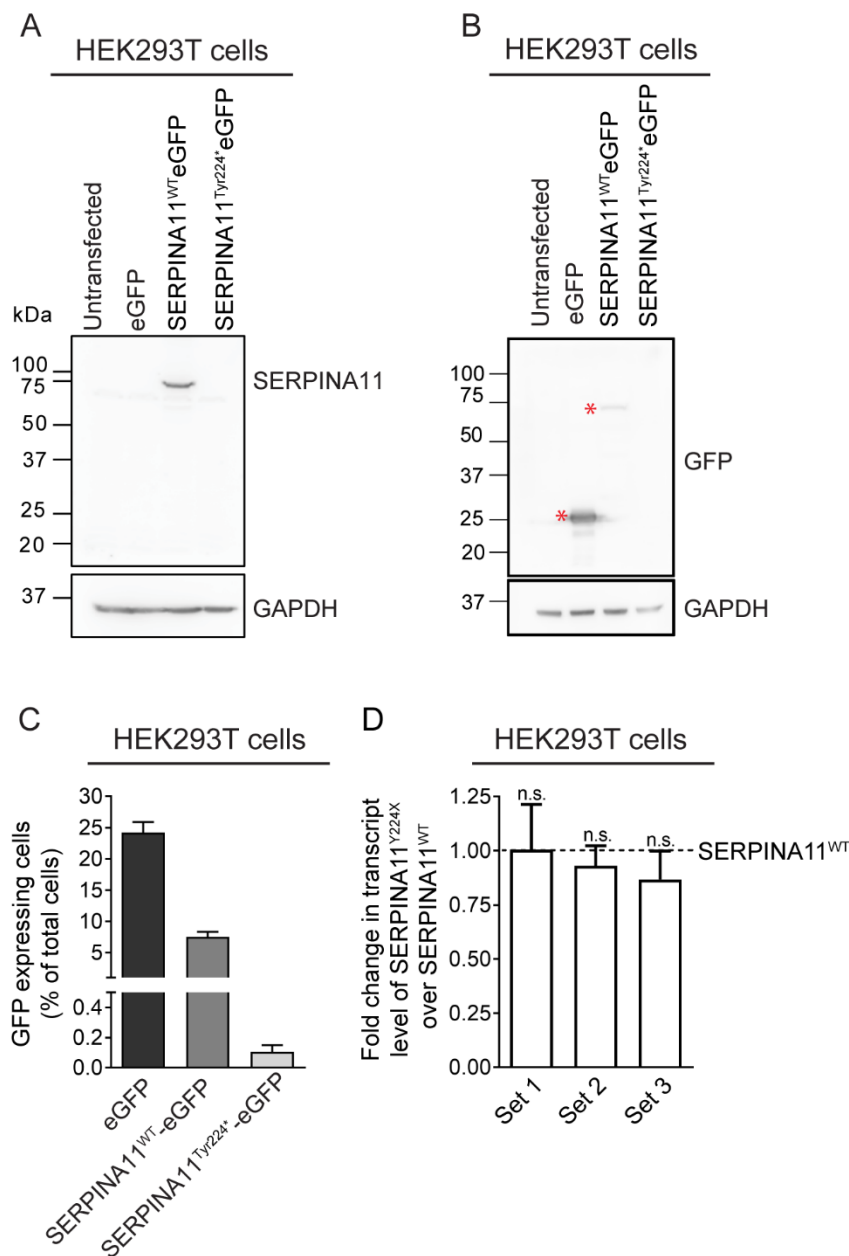 A
HEK293T cells
Untransfected
eGFP
SERPINA11WTeGFP
SERPINA11Tyr224*eGFP
kDa
100
75
50
37
25
20
SERPINA11
37
GAPDH
B
HEK293T cells
Untransfected
eGFP
SERPINA11WTeGFP
SERPINA11Tyr224*eGFP
100
75
50
37
25
20
*
*
GFP
37
GAPDH
C
HEK293T cells
GFP expressing cells
(% of total cells)
30
25
20
15
10
5
0.4
0.2
0.0
eGFP
SERPINA11WT-eGFP
SERPINA11Tyr224*-eGFP
D
HEK293T cells
Fold change in transcript
level of SERPINA11Y224X
over SERPINA11WT
1.25
1.00
0.75
0.50
0.25
0.00
n.s.
n.s.
n.s.
SERPINA11WT
Set 1
Set 2
Set 3